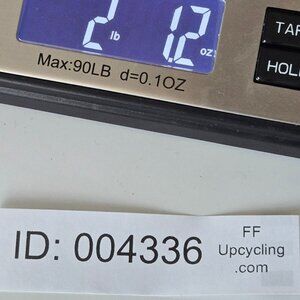 2 lb 1.2 oz
TAR
HOL
Max:90LB d=0.1OZ
ID: 004336
FF
Upcycling
.com